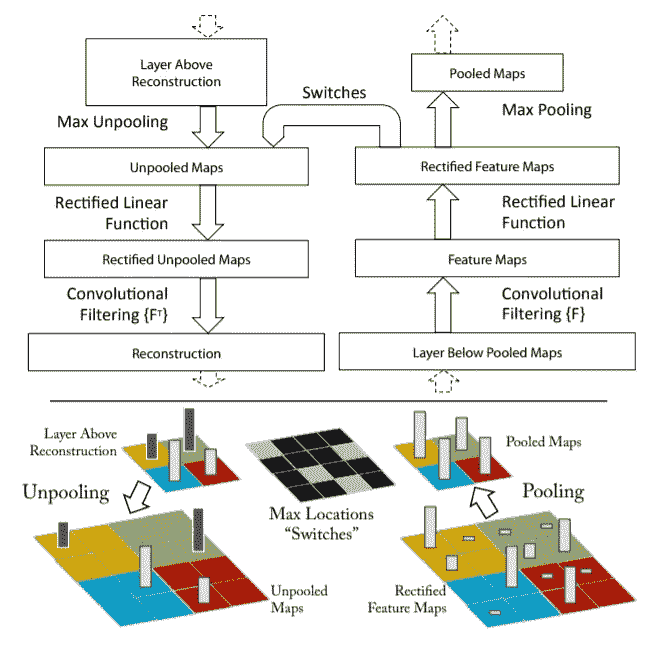 Layer Above
Reconstruction
Switches
Pooled Maps
Max Unpooling
Max Pooling
Unpooled Maps
Rectified Feature Maps
Rectified Linear
Function
Rectified Linear
Function
Rectified Unpooled Maps
Feature Maps
Convolutional
Filtering {Fᵀ}
Convolutional
Filtering {F}
Reconstruction
Layer Below Pooled Maps
Layer Above
Reconstruction
Pooled Maps
Unpooling
Max Locations
"Switches"
Pooling
Unpooled
Maps
Rectified
Feature Maps